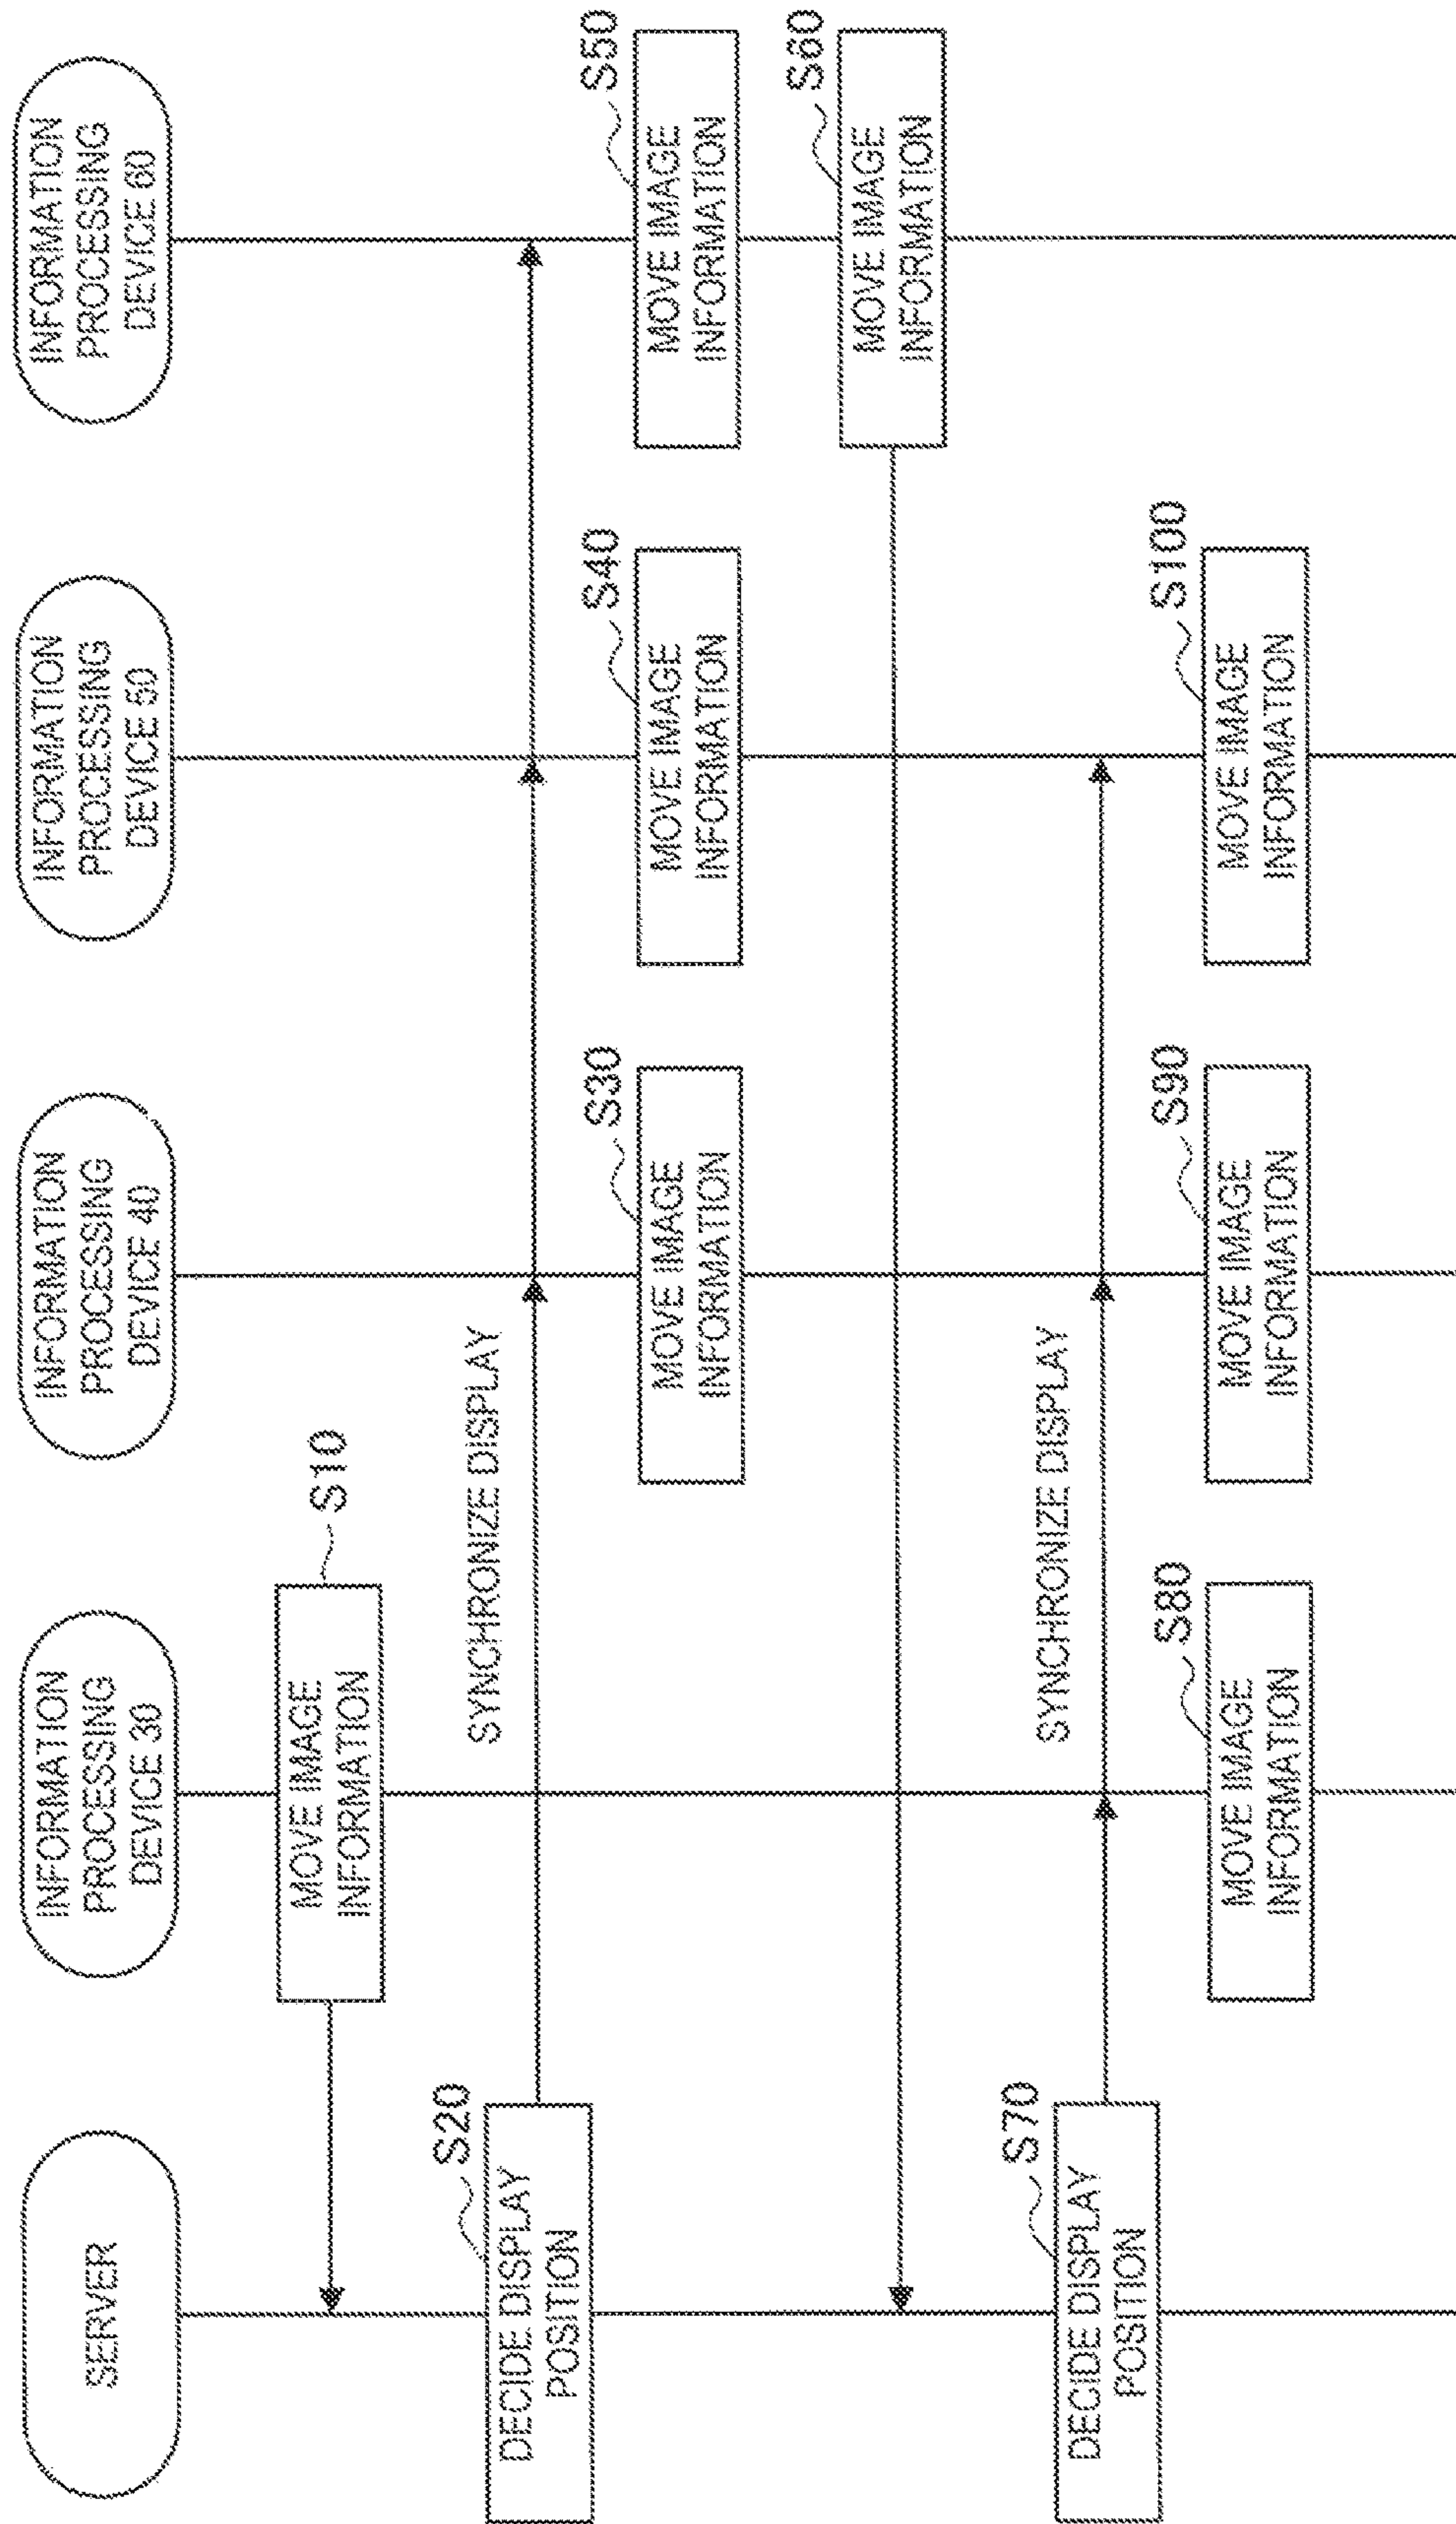 SERVER
INFORMATION
PROCESSING
DEVICE 30
INFORMATION
PROCESSING
DEVICE 40
INFORMATION
PROCESSING
DEVICE 50
INFORMATION
PROCESSING
DEVICE 60
S10
MOVE IMAGE
INFORMATION
S20
DECIDE DISPLAY
POSITION
SYNCHRONIZE DISPLAY
S30
MOVE IMAGE
INFORMATION
S40
MOVE IMAGE
INFORMATION
S50
MOVE IMAGE
INFORMATION
S60
MOVE IMAGE
INFORMATION
S70
DECIDE DISPLAY
POSITION
SYNCHRONIZE DISPLAY
S80
MOVE IMAGE
INFORMATION
S90
MOVE IMAGE
INFORMATION
S100
MOVE IMAGE
INFORMATION